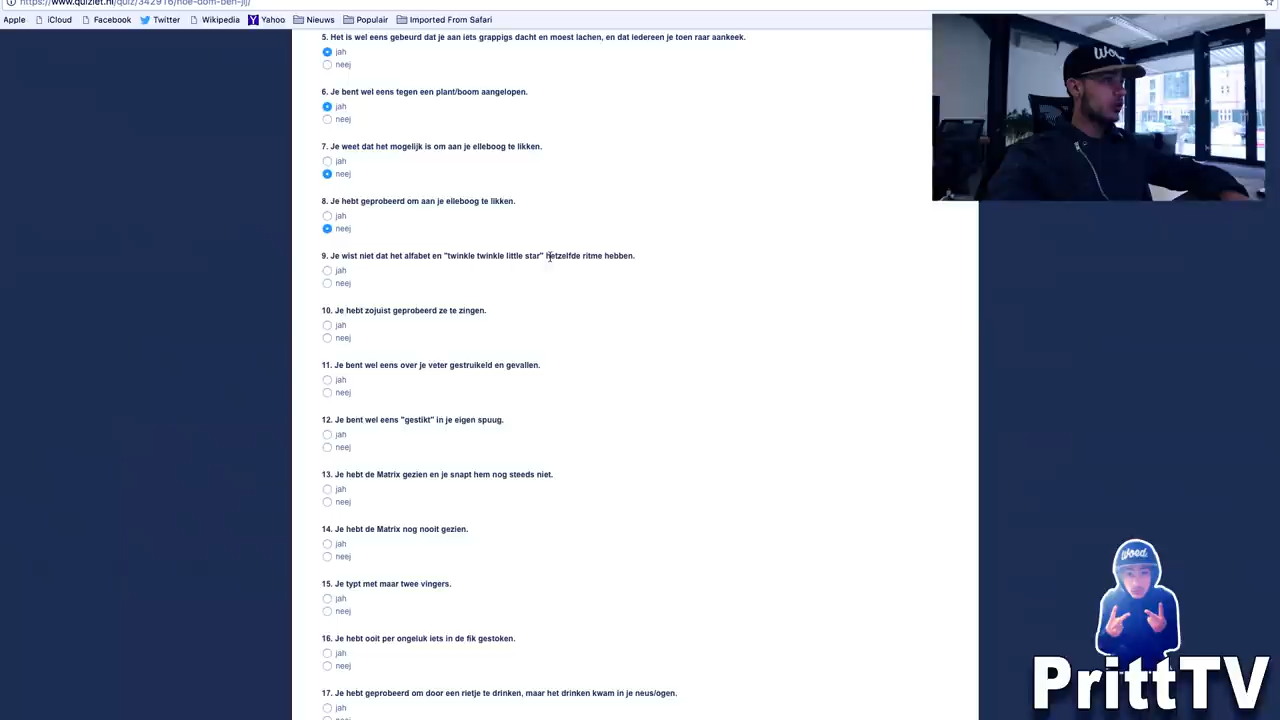 https://www.quizlet.nl/quiz/342916/hoe-dom-ben-jij/
Apple iCloud Facebook Twitter Wikipedia Yahoo Nieuws Populair Imported From Safari
5. Het is wel eens gebeurd dat je aan iets grappigs dacht en moest lachen, en dat iedereen je toen raar aankeek.
jah
neej
6. Je bent wel eens tegen een plant/boom aangelopen.
jah
neej
7. Je weet dat het mogelijk is om aan je elleboog te likken.
jah
neej
8. Je hebt geprobeerd om aan je elleboog te likken.
jah
neej
9. Je wist niet dat het alfabet en "twinkle twinkle little star" hetzelfde ritme hebben.
jah
neej
10. Je hebt zojuist geprobeerd ze te zingen.
jah
neej
11. Je bent wel eens over je veter gestruikeld en gevallen.
jah
neej
12. Je bent wel eens "gestikt" in je eigen spuug.
jah
neej
13. Je hebt de Matrix gezien en je snapt hem nog steeds niet.
jah
neej
14. Je hebt de Matrix nog nooit gezien.
jah
neej
15. Je typt met maar twee vingers.
jah
neej
16. Je hebt ooit per ongeluk iets in de fik gestoken.
jah
neej
17. Je hebt geprobeerd om door een rietje te drinken, maar het drinken kwam in je neus/ogen.
jah
Wood.
PrittTV